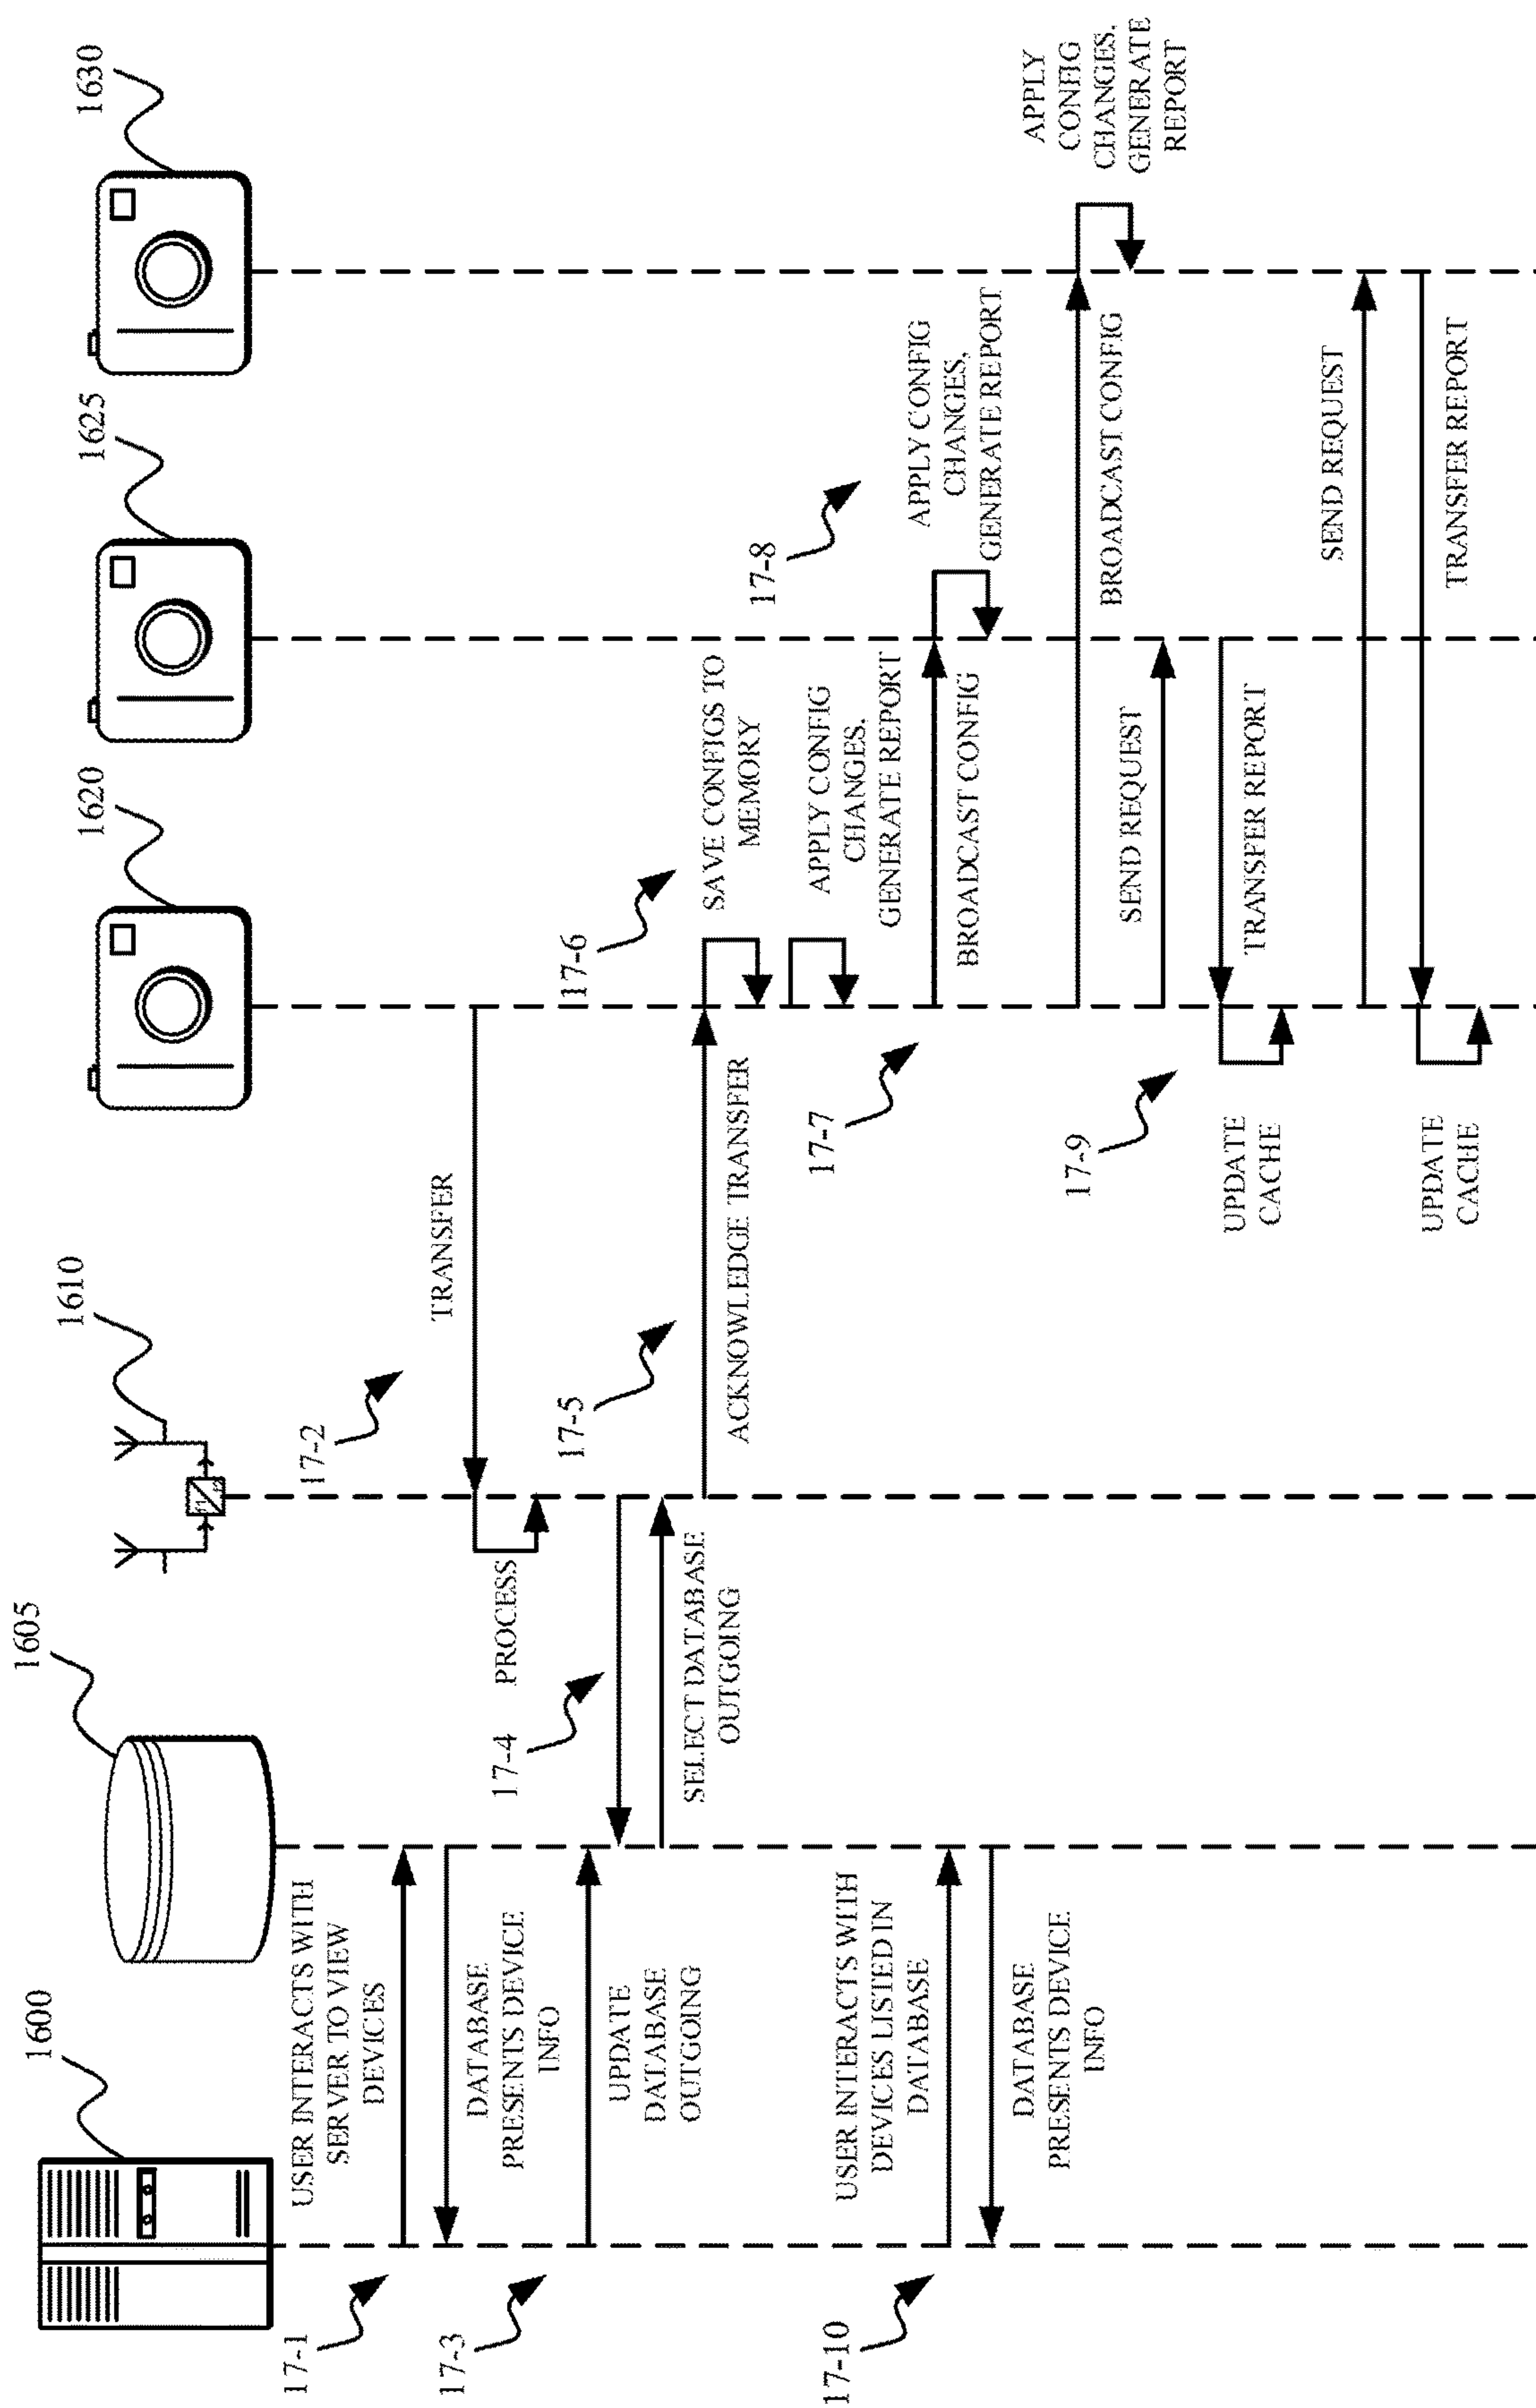 1600
1605
1610
1620
1625
1630
17-1
USER INTERACTS WITH
SERVER TO VIEW
DEVICES
DATABASE
PRESENTS DEVICE
INFO
17-2
TRANSFER
PROCESS
17-3
UPDATE
DATABASE
OUTGOING
17-4
SELECT DATABASE
OUTGOING
17-5
ACKNOWLEDGE TRANSFER
17-6
SAVE CONFIGS TO
MEMORY
APPLY CONFIG
CHANGES,
GENERATE REPORT
17-7
BROADCAST CONFIG
17-8
APPLY CONFIG
CHANGES,
GENERATE REPORT
BROADCAST CONFIG
APPLY
CONFIG
CHANGES,
GENERATE
REPORT
17-9
SEND REQUEST
TRANSFER REPORT
UPDATE
CACHE
SEND REQUEST
TRANSFER REPORT
UPDATE
CACHE
17-10
USER INTERACTS WITH
DEVICES LISTED IN
DATABASE
DATABASE
PRESENTS DEVICE
INFO